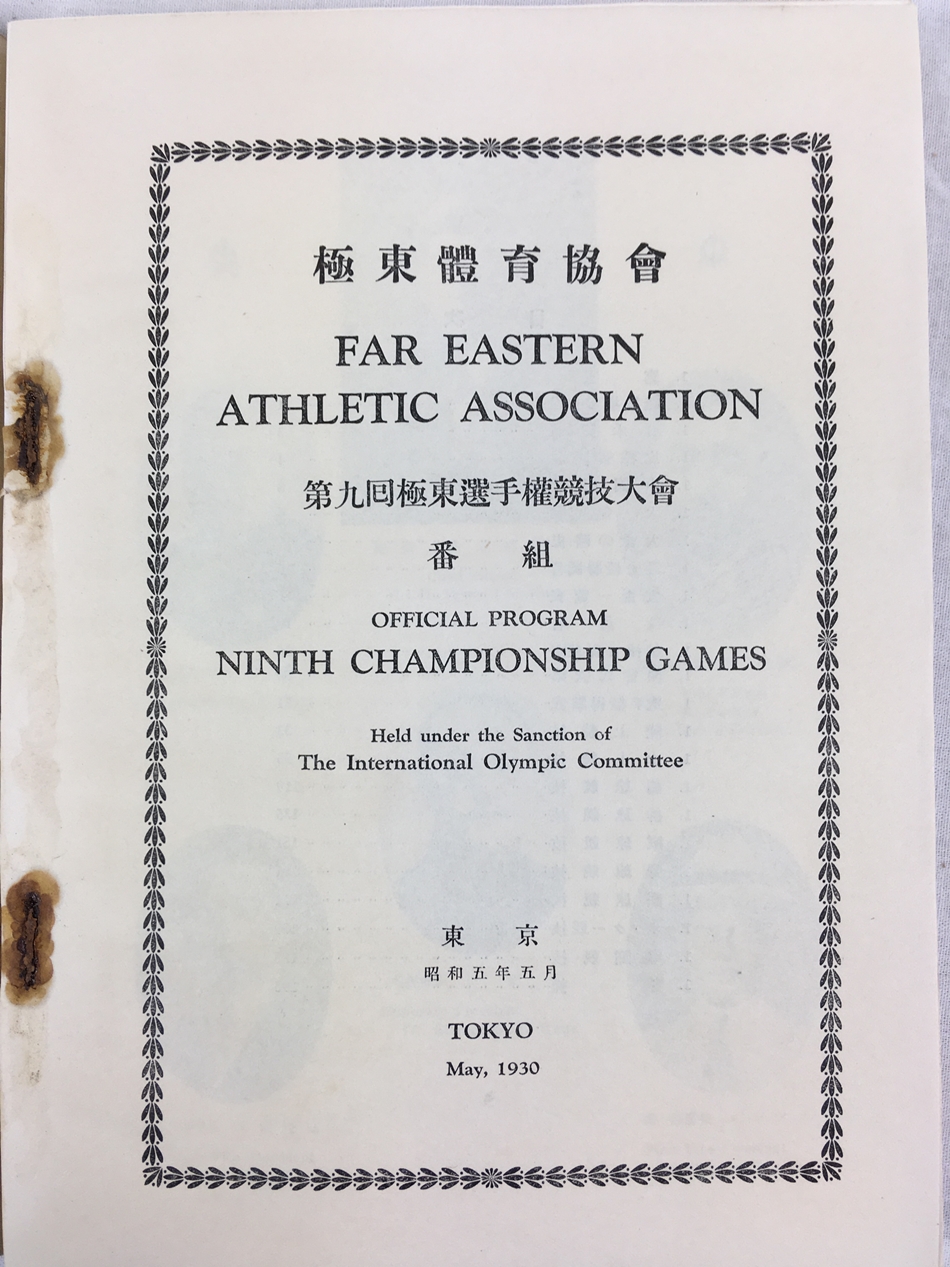 極東體育協會
FAR EASTERN
ATHLETIC ASSOCIATION
第九回極東選手權競技大會
番組
OFFICIAL PROGRAM
NINTH CHAMPIONSHIP GAMES
Held under the Sanction of
The International Olympic Committee
東京
昭和五年五月
TOKYO
May, 1930